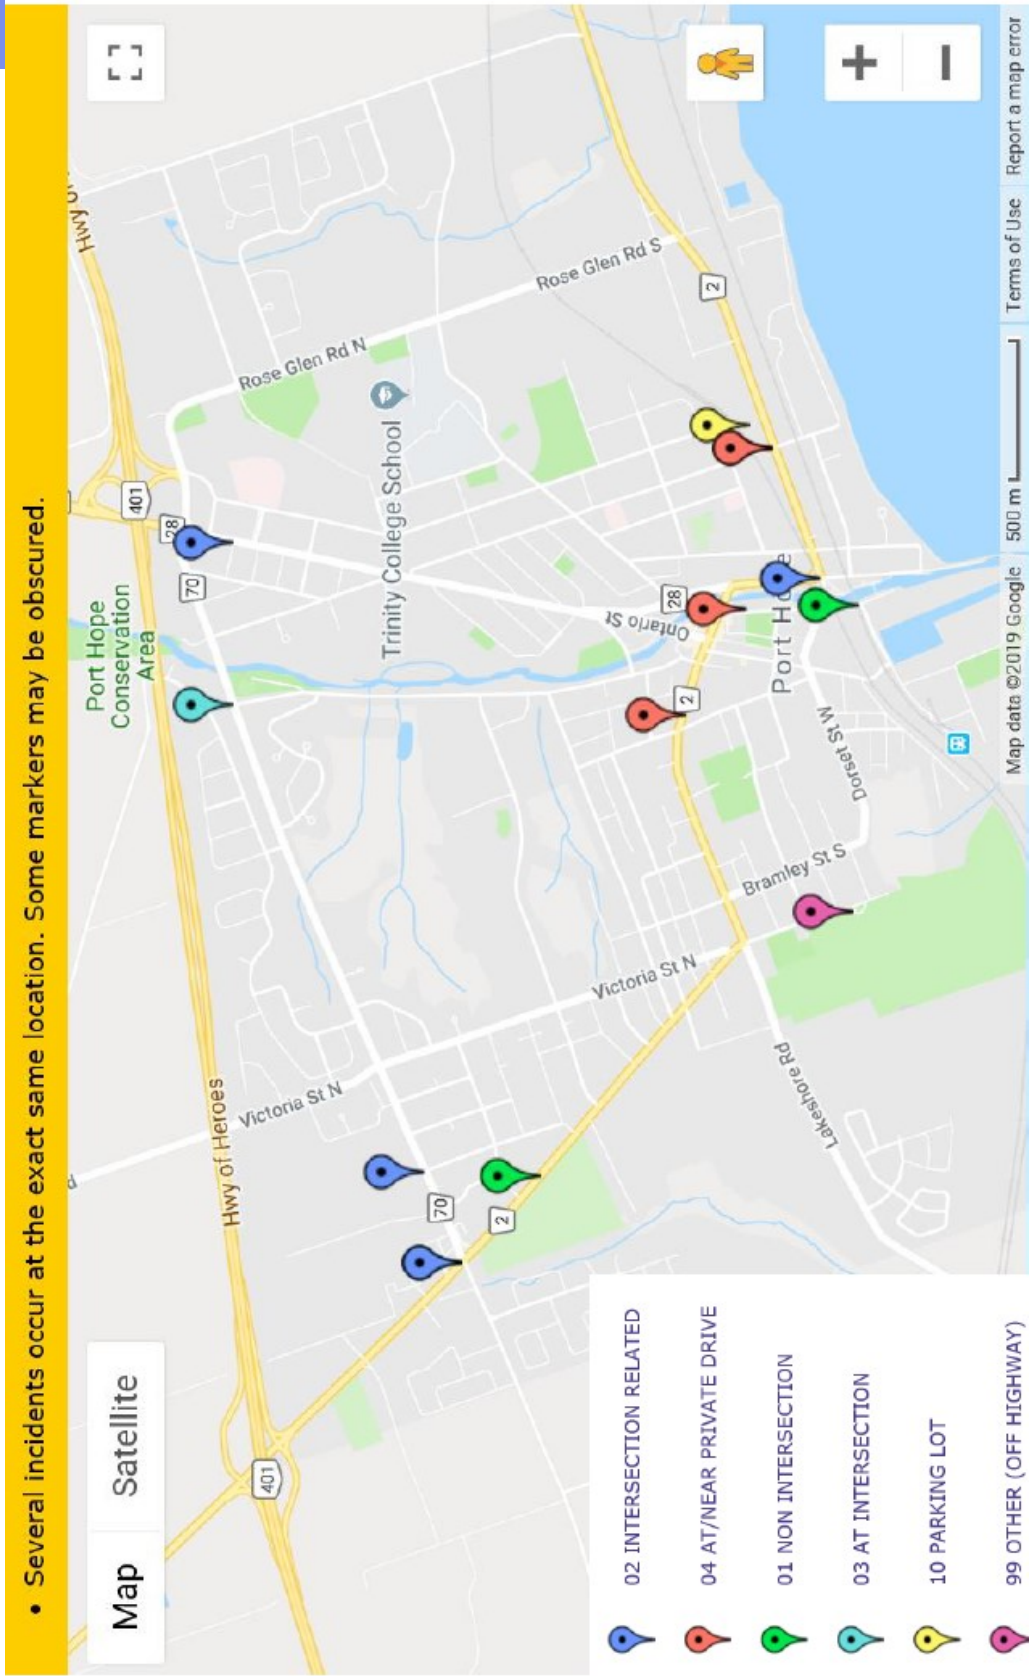 • Several incidents occur at the exact same location. Some markers may be obscured.
Map
Satellite
401
Hwy of Heroes
Port Hope
Conservation
Area
401
28
70
Victoria St N
Rose Glen Rd N
Trinity College School
70
2
Victoria St N
Ontario St
28
Rose Glen Rd S
2
2
Port Hope
Bramley St S
Dorset St W
Lakeshore Rd
02 INTERSECTION RELATED
04 AT/NEAR PRIVATE DRIVE
01 NON INTERSECTION
03 AT INTERSECTION
10 PARKING LOT
99 OTHER (OFF HIGHWAY)
Map data ©2019 Google 500 m Terms of Use Report a map error